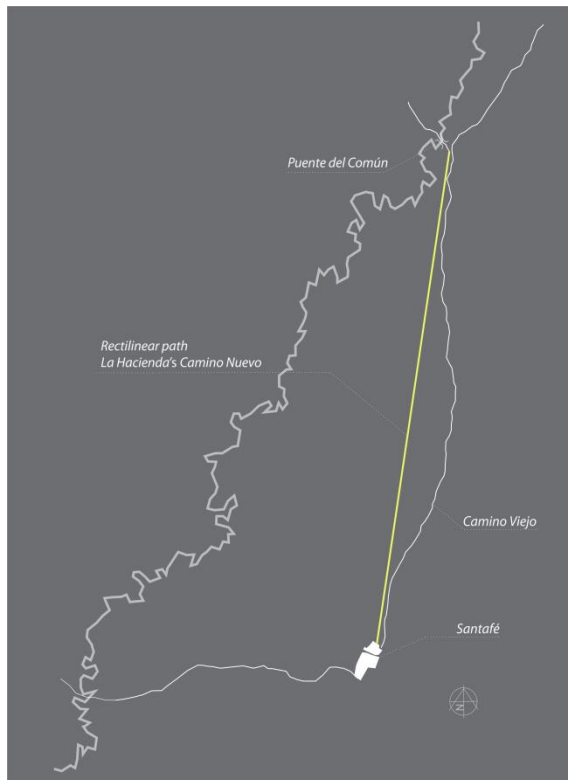 Puente del Común
Rectilinear path
La Hacienda's Camino Nuevo
Camino Viejo
Santafé
N